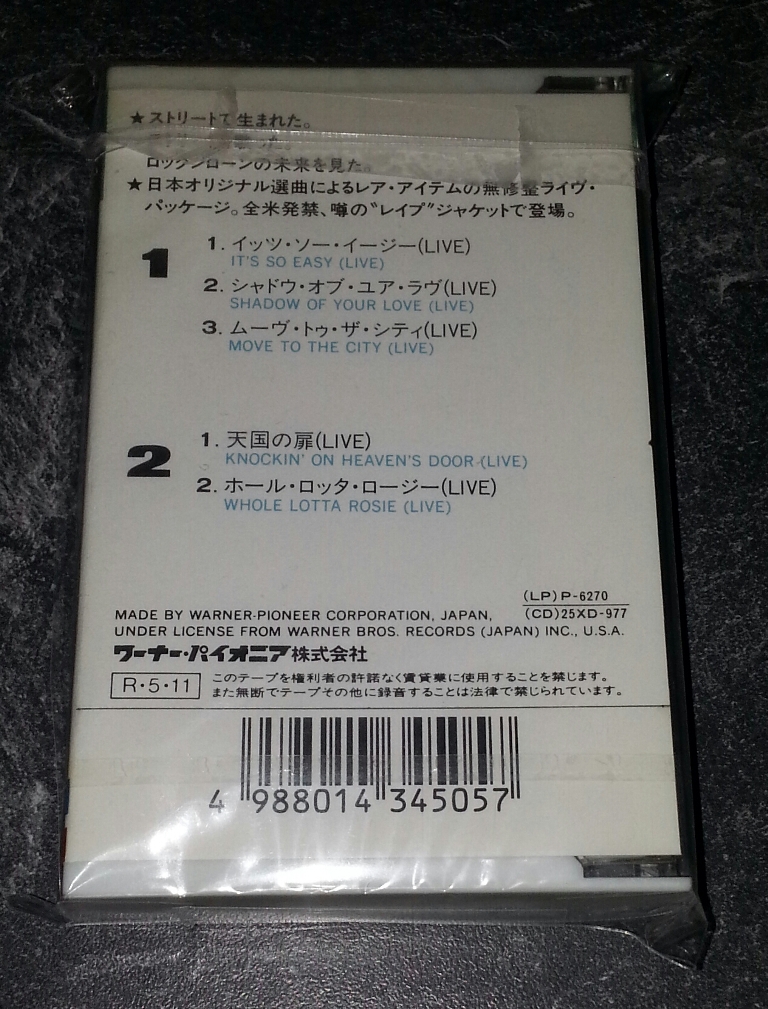 ★ストリートで生まれた。
ロックンロールの未来を見た。
★日本オリジナル選曲によるレア・アイテムの無修整ライヴ・
パッケージ。全米発禁、噂の“レイプ”ジャケットで登場。
1
1. イッツ・ソー・イージー(LIVE)
IT'S SO EASY (LIVE)
2. シャドウ・オブ・ユア・ラヴ(LIVE)
SHADOW OF YOUR LOVE (LIVE)
3. ムーヴ・トゥ・ザ・シティ(LIVE)
MOVE TO THE CITY (LIVE)
2
1. 天国の扉(LIVE)
KNOCKIN' ON HEAVEN'S DOOR (LIVE)
2. ホール・ロッタ・ロージー(LIVE)
WHOLE LOTTA ROSIE (LIVE)
(LP) P-6270
(CD) 25XD-977
MADE BY WARNER-PIONEER CORPORATION, JAPAN,
UNDER LICENSE FROM WARNER BROS. RECORDS (JAPAN) INC., U.S.A.
ワーナー・パイオニア株式会社
R・5・11
このテープを権利者の許諾なく賃貸業に使用することを禁じます。
また無断でテープその他に録音することは法律で禁じられています。
4 988014 345057